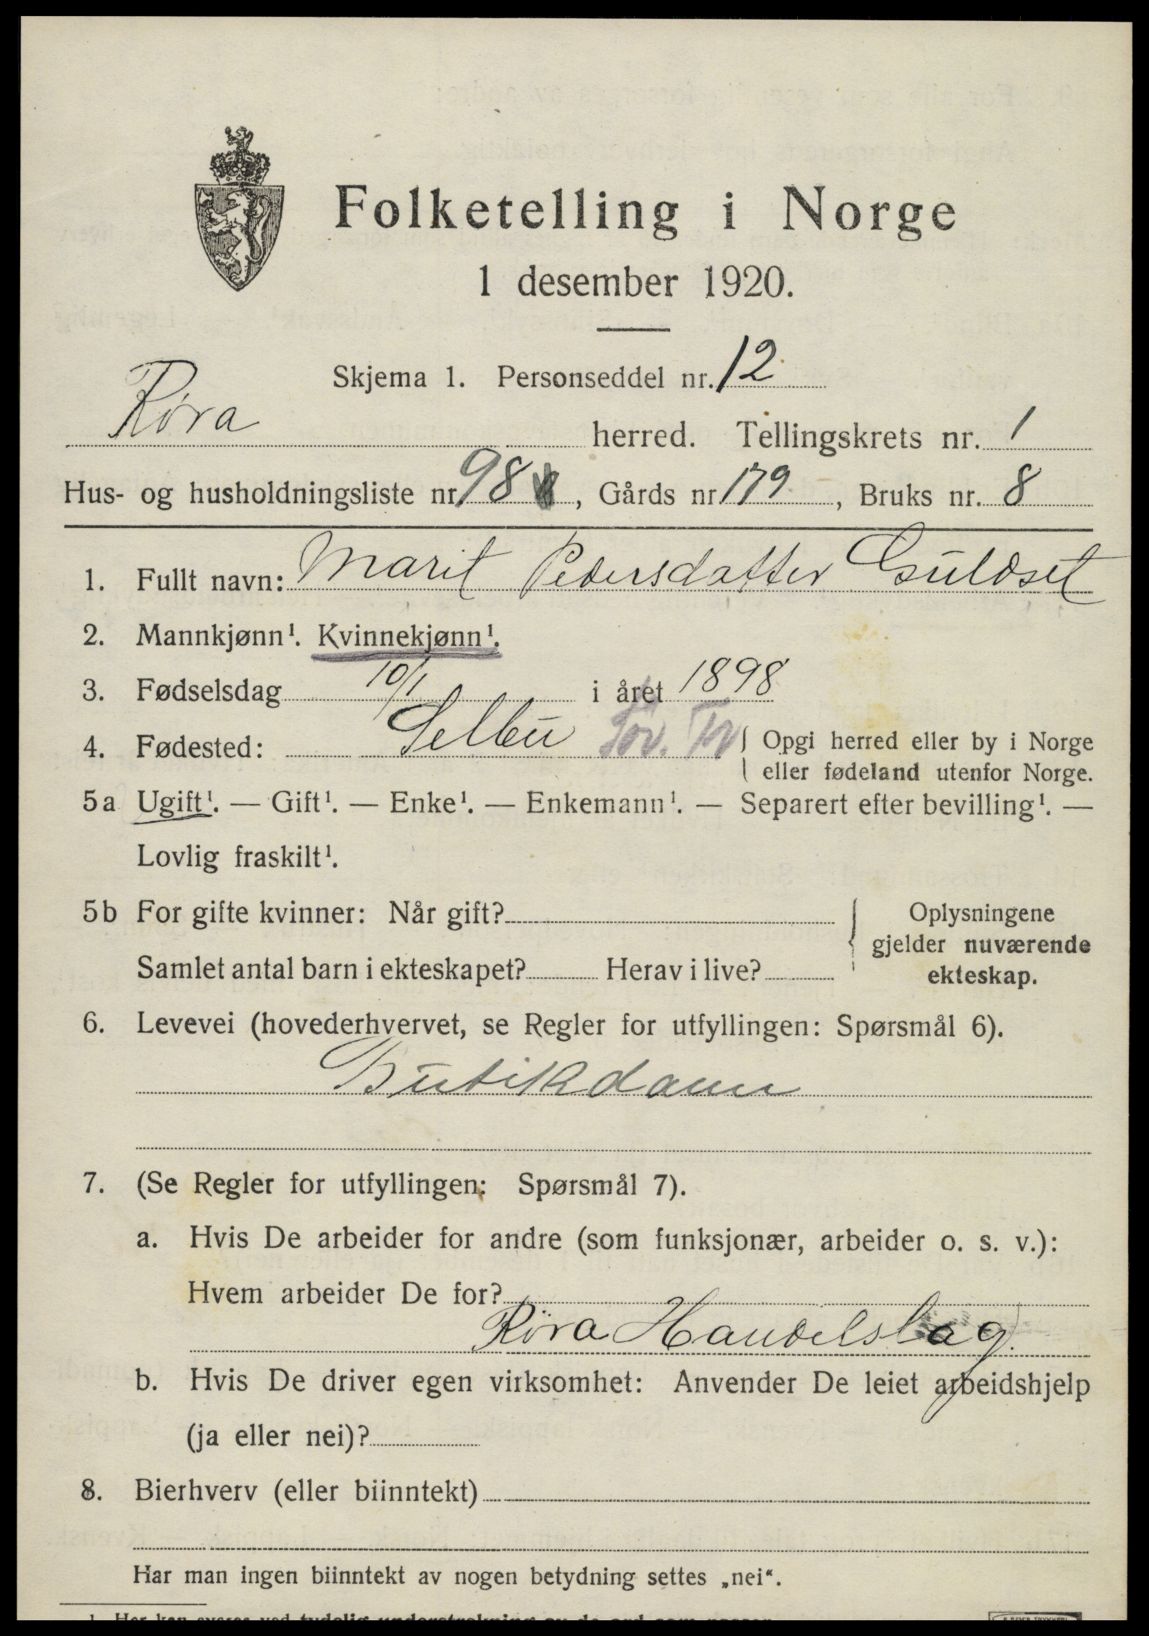 Folketelling i Norge
1 desember 1920.
Skjema 1. Personseddel nr. 12
Røra herred. Tellingskrets nr. 1
Hus- og husholdningsliste nr. 98, Gårds nr. 179, Bruks nr. 8
1. Fullt navn: Marit Pedersdatter Guldset
2. Mannkjønn¹. Kvinnekjønn¹.
3. Fødselsdag 10/1 i året 1898
4. Fødested: Selbu Sør. Tr { Opgi herred eller by i Norge
eller fødeland utenfor Norge.
5a Ugift¹. — Gift¹. — Enke¹. — Enkemann¹. — Separert efter bevilling¹. —
Lovlig fraskilt¹.
5b For gifte kvinner: Når gift? { Oplysningene
gjelder nuværende
Samlet antal barn i ekteskapet? Herav i live? ekteskap.
6. Levevei (hovederhvervet, se Regler for utfyllingen: Spørsmål 6).
Butikdame
7. (Se Regler for utfyllingen: Spørsmål 7).
a. Hvis De arbeider for andre (som funksjonær, arbeider o. s. v.):
Hvem arbeider De for?
Røra Handelslag.
b. Hvis De driver egen virksomhet: Anvender De leiet arbeidshjelp
(ja eller nei)?
8. Bierhverv (eller biinntekt)
Har man ingen biinntekt av nogen betydning settes „nei“.